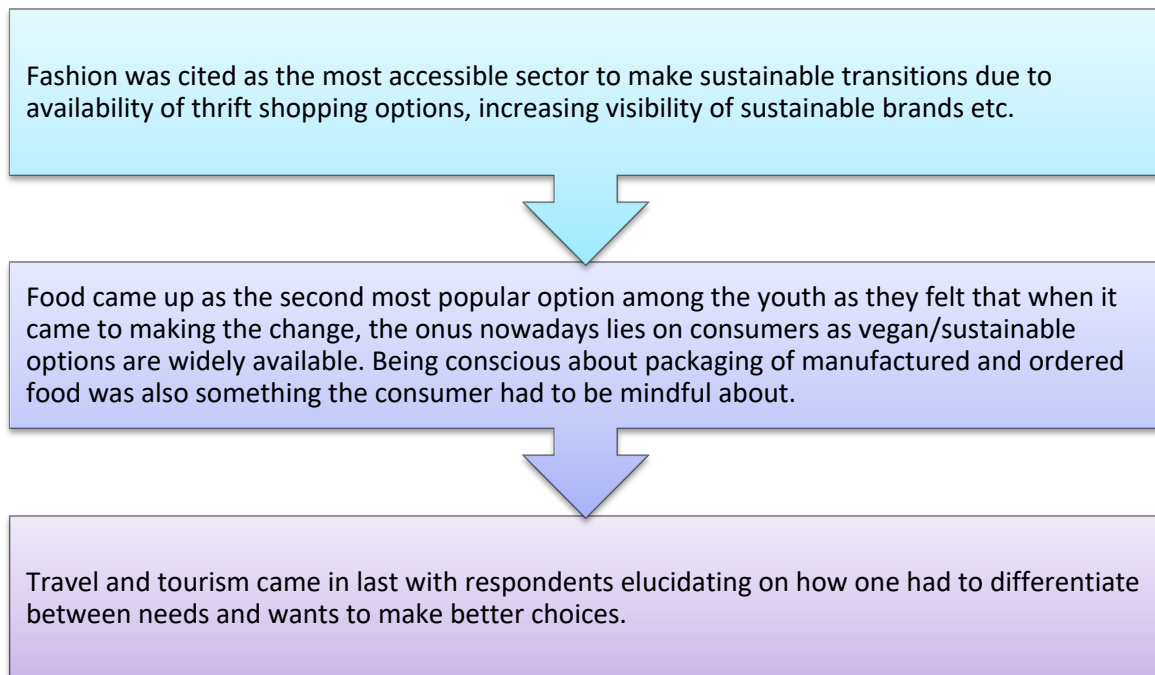 Fashion was cited as the most accessible sector to make sustainable transitions due to
availability of thrift shopping options, increasing visibility of sustainable brands etc.
Food came up as the second most popular option among the youth as they felt that when it
came to making the change, the onus nowadays lies on consumers as vegan/sustainable
options are widely available. Being conscious about packaging of manufactured and ordered
food was also something the consumer had to be mindful about.
Travel and tourism came in last with respondents elucidating on how one had to differentiate
between needs and wants to make better choices.